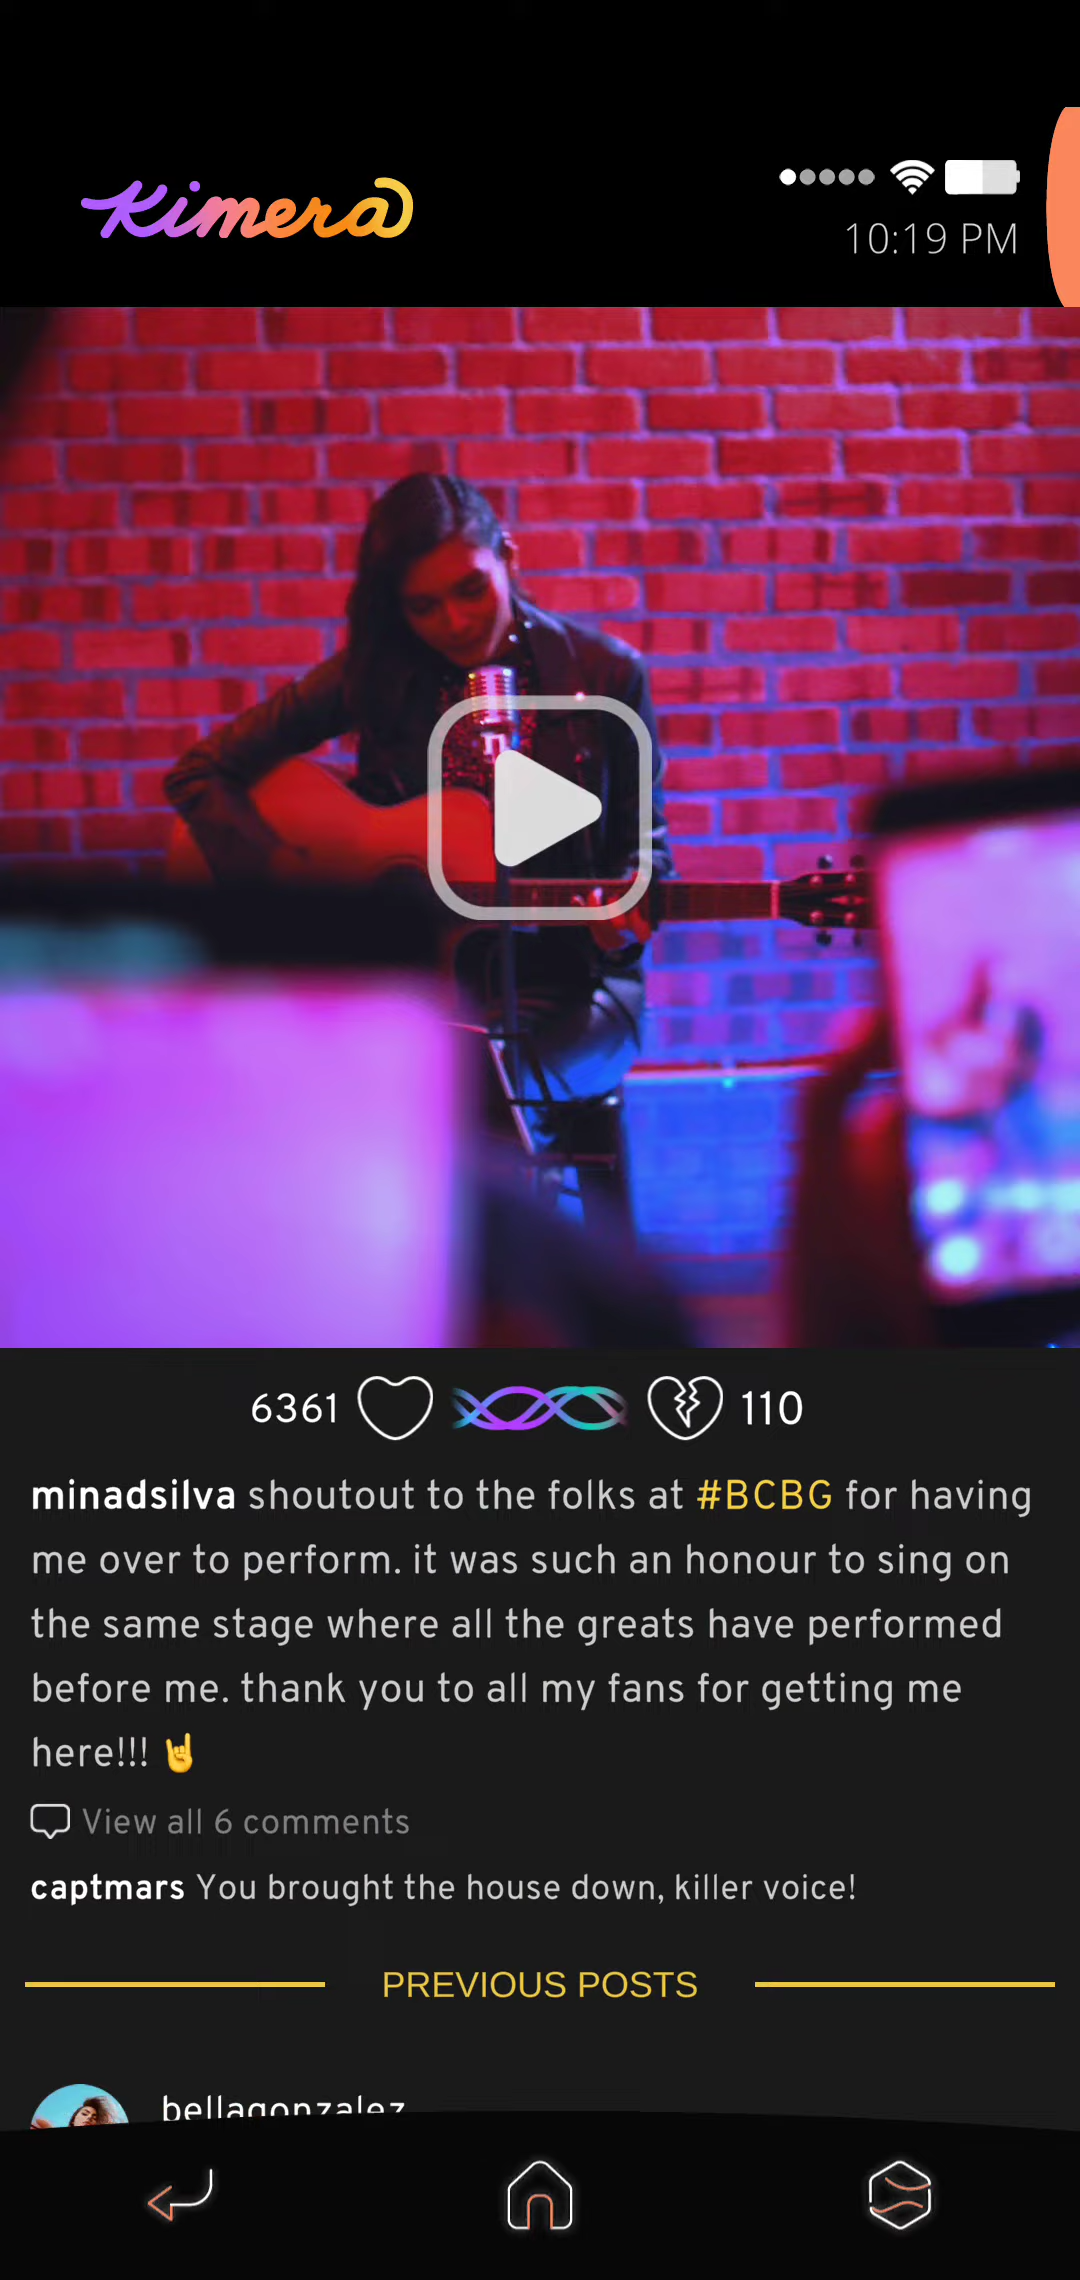 Kimera
10:19 PM
6361 110
minadsilva shoutout to the folks at #BCBG for having
me over to perform. it was such an honour to sing on
the same stage where all the greats have performed
before me. thank you to all my fans for getting me
here!!! 🤘
View all 6 comments
captmars You brought the house down, killer voice!
PREVIOUS POSTS
bellagonzalez